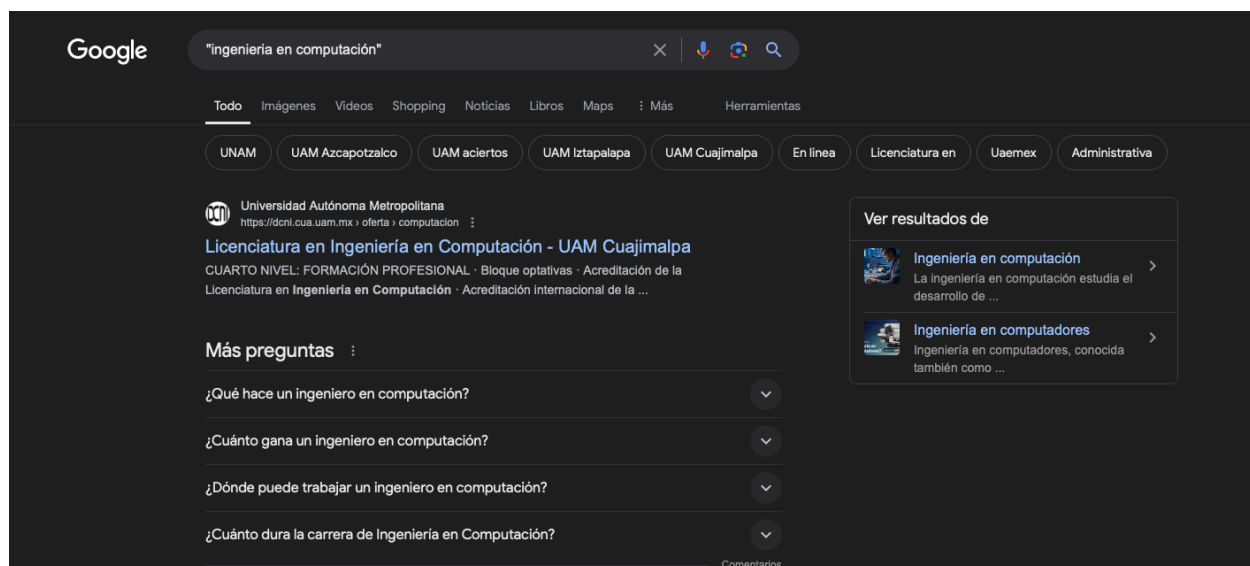 Google
"ingenieria en computación"
Todo Imágenes Videos Shopping Noticias Libros Maps Más Herramientas
UNAM UAM Azcapotzalco UAM aciertos UAM Iztapalapa UAM Cuajimalpa En linea Licenciatura en Uaemex Administrativa
Universidad Autónoma Metropolitana
https://dcni.cua.uam.mx › oferta › computacion
Licenciatura en Ingeniería en Computación - UAM Cuajimalpa
CUARTO NIVEL: FORMACIÓN PROFESIONAL · Bloque optativas · Acreditación de la
Licenciatura en Ingeniería en Computación · Acreditación internacional de la ...
Más preguntas
¿Qué hace un ingeniero en computación?
¿Cuánto gana un ingeniero en computación?
¿Dónde puede trabajar un ingeniero en computación?
¿Cuánto dura la carrera de Ingeniería en Computación?
Comentarios
Ver resultados de
Ingeniería en computación
La ingeniería en computación estudia el
desarrollo de ...
Ingeniería en computadores
Ingeniería en computadores, conocida
también como ...